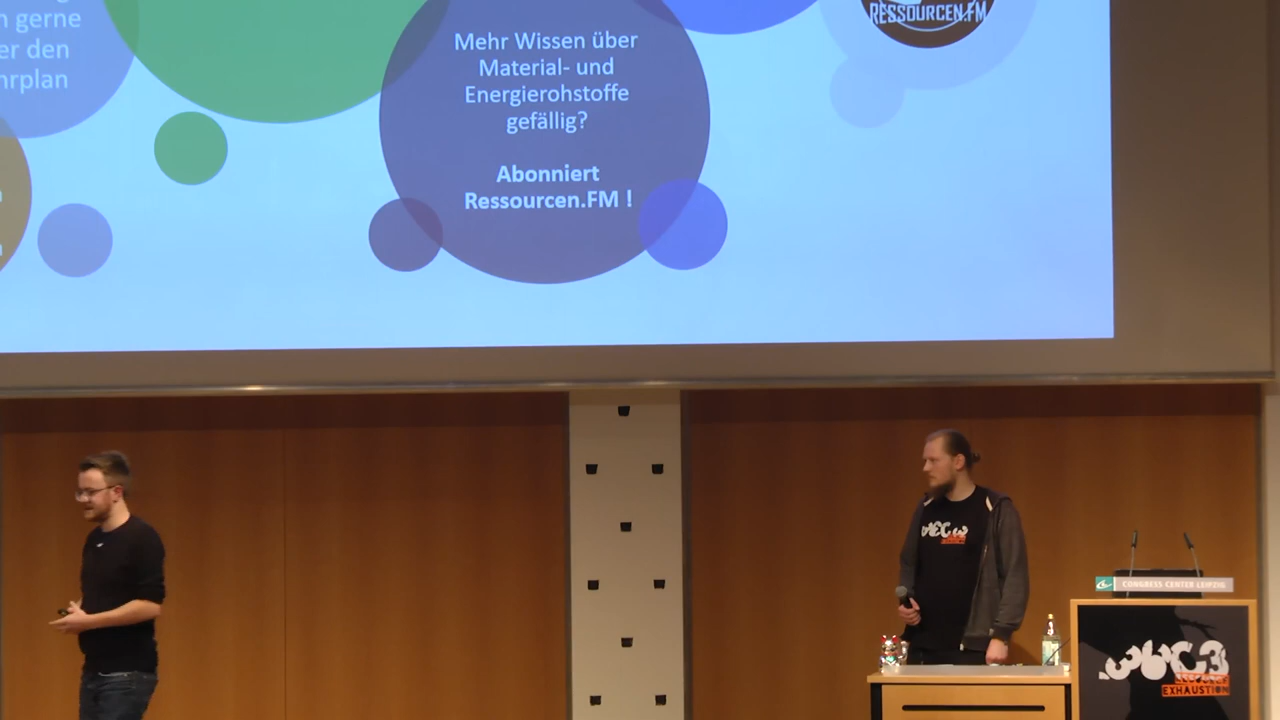 n gerne
er den
hrplan
Mehr Wissen über
Material- und
Energierohstoffe
gefällig?
Abonniert
Ressourcen.FM !
RESSOURCEN.FM
CONGRESS CENTER LEIPZIG
36C3
RESOURCE
EXHAUSTION